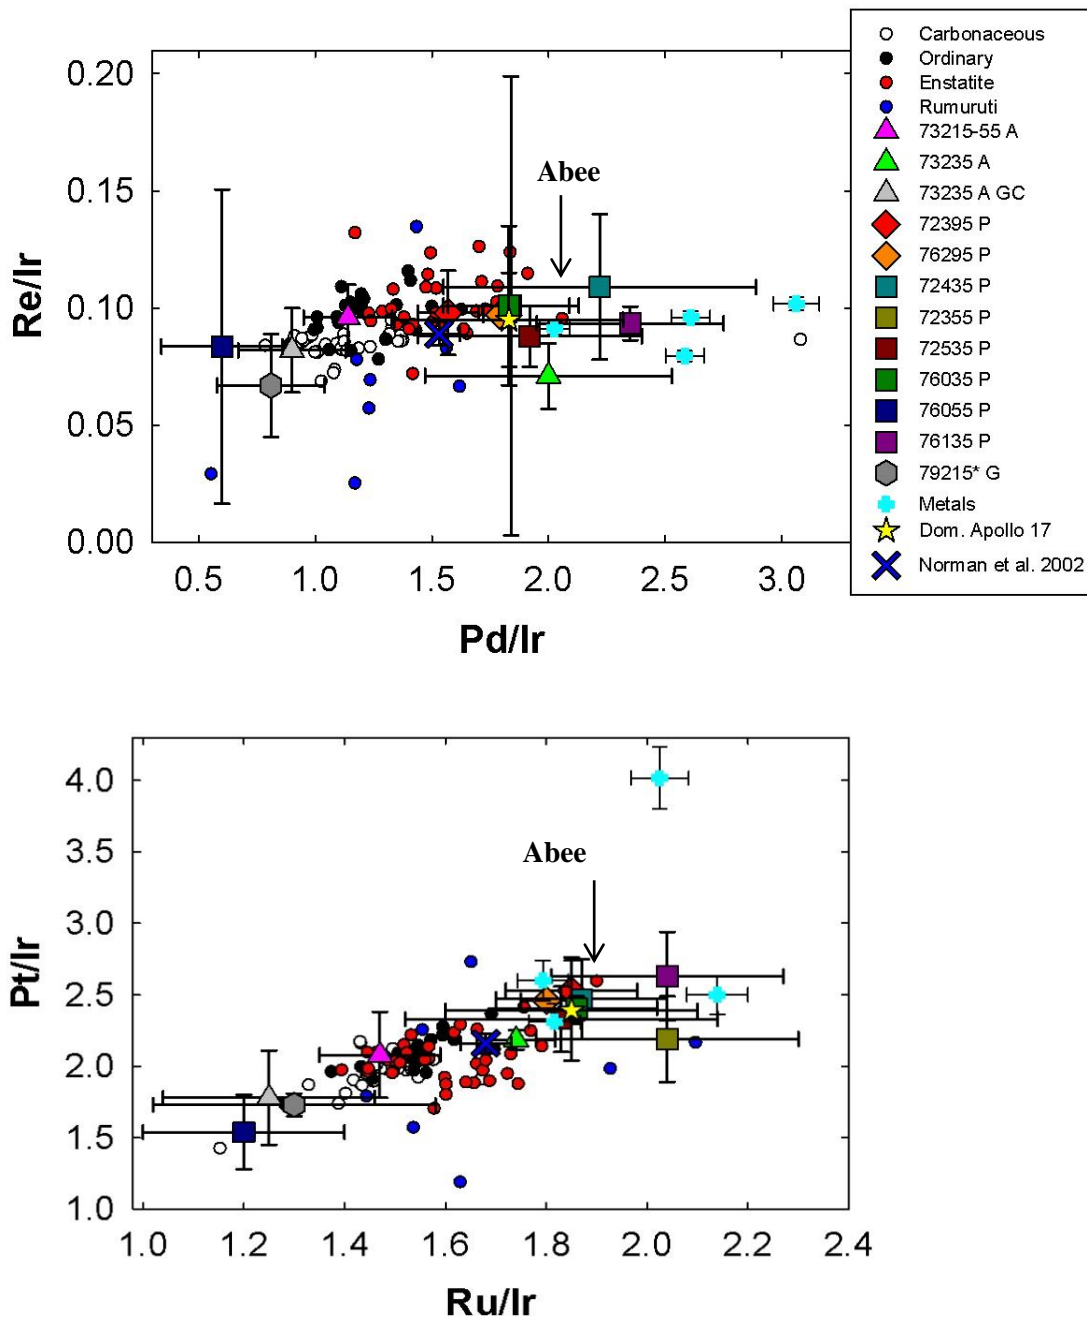 Re/Ir
0.20
0.15
0.10
0.05
0.00
Abee
0.5 1.0 1.5 2.0 2.5 3.0
Pd/Ir
Carbonaceous
Ordinary
Enstatite
Rumuruti
73215-55 A
73235 A
73235 A GC
72395 P
76295 P
72435 P
72355 P
72535 P
76035 P
76055 P
76135 P
79215* G
Metals
Dom. Apollo 17
Norman et al. 2002
Pt/Ir
4.0
3.5
3.0
2.5
2.0
1.5
1.0
Abee
1.0 1.2 1.4 1.6 1.8 2.0 2.2 2.4
Ru/Ir